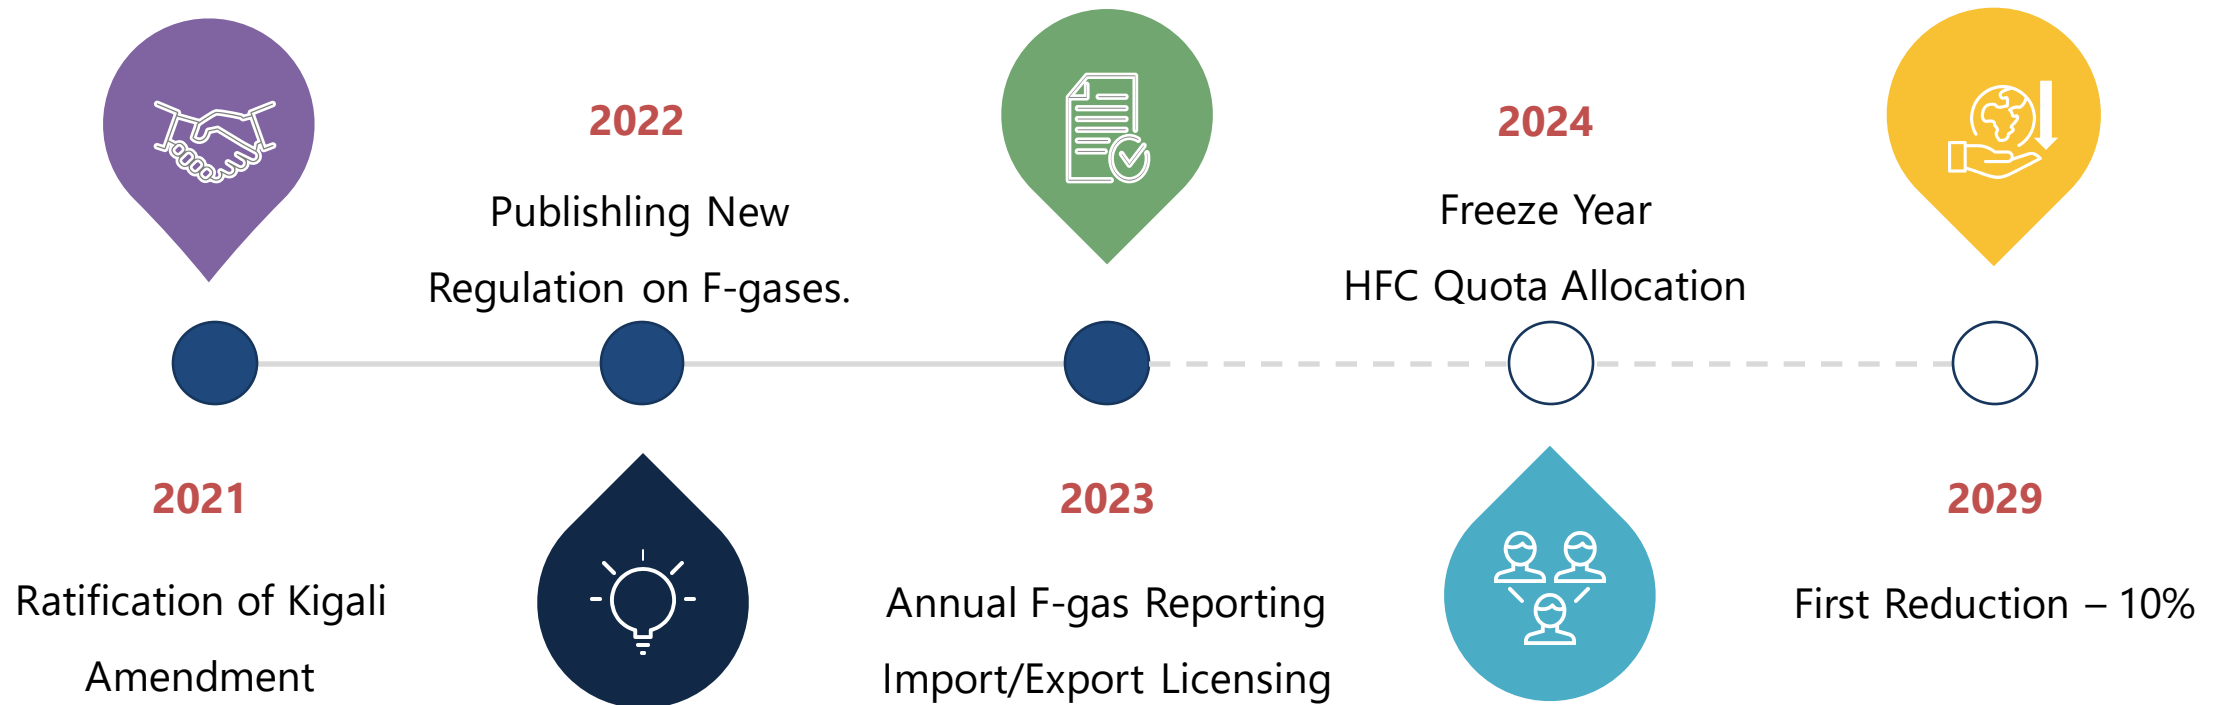 2021
Ratification of Kigali
Amendment
2022
Publishling New
Regulation on F-gases.
2023
Annual F-gas Reporting
Import/Export Licensing
2024
Freeze Year
HFC Quota Allocation
2029
First Reduction – 10%